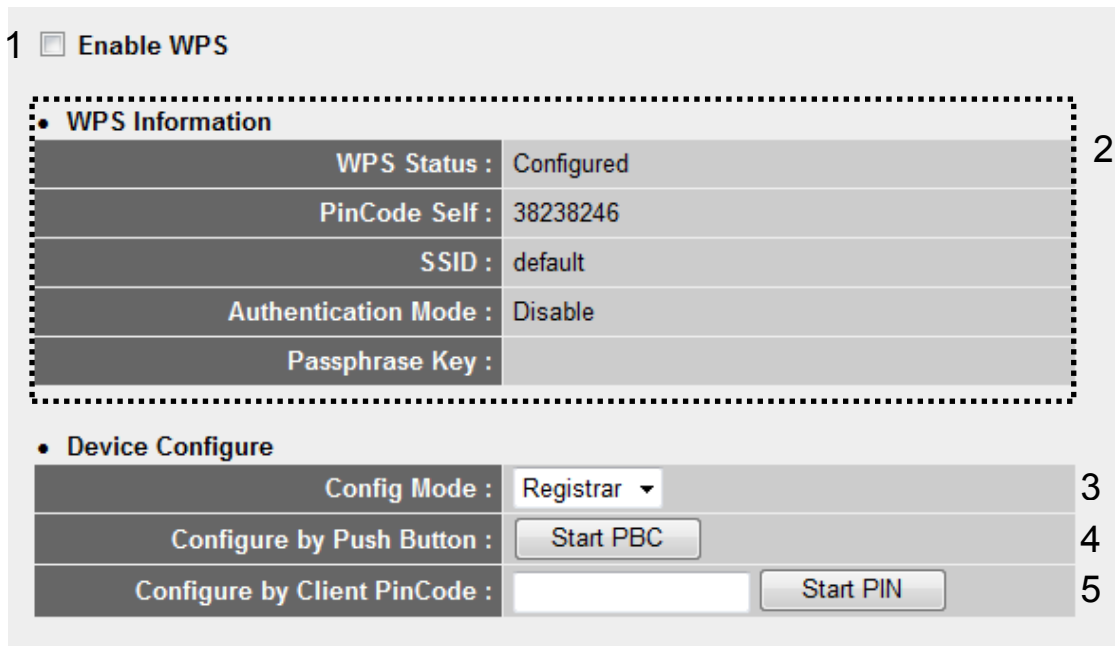 1 Enable WPS
• WPS Information
2
WPS Status : Configured
PinCode Self : 38238246
SSID : default
Authentication Mode : Disable
Passphrase Key :
• Device Configure
Config Mode : Registrar 3
Configure by Push Button : Start PBC 4
Configure by Client PinCode : Start PIN 5